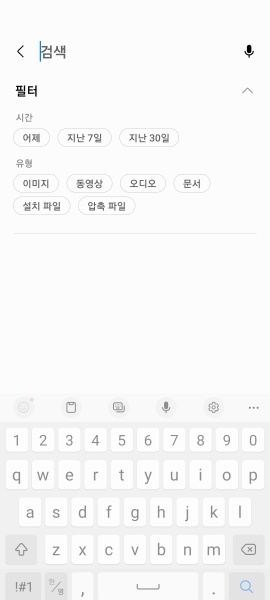 검색
필터
시간
어제 지난 7일 지난 30일
유형
이미지 동영상 오디오 문서
설치 파일 압축 파일
1 2 3 4 5 6 7 8 9 0
q w e r t y u i o p
a s d f g h j k l
z x c v b n m
!#1 한/영 , .